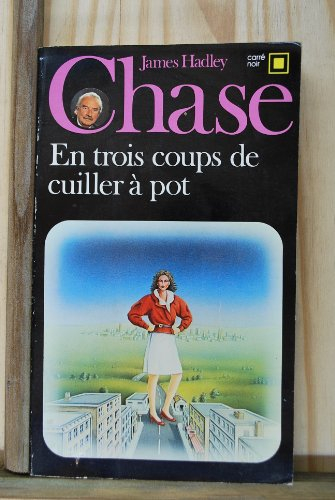 James Hadley
carré
noir
Chase
En trois coups de
cuiller à pot